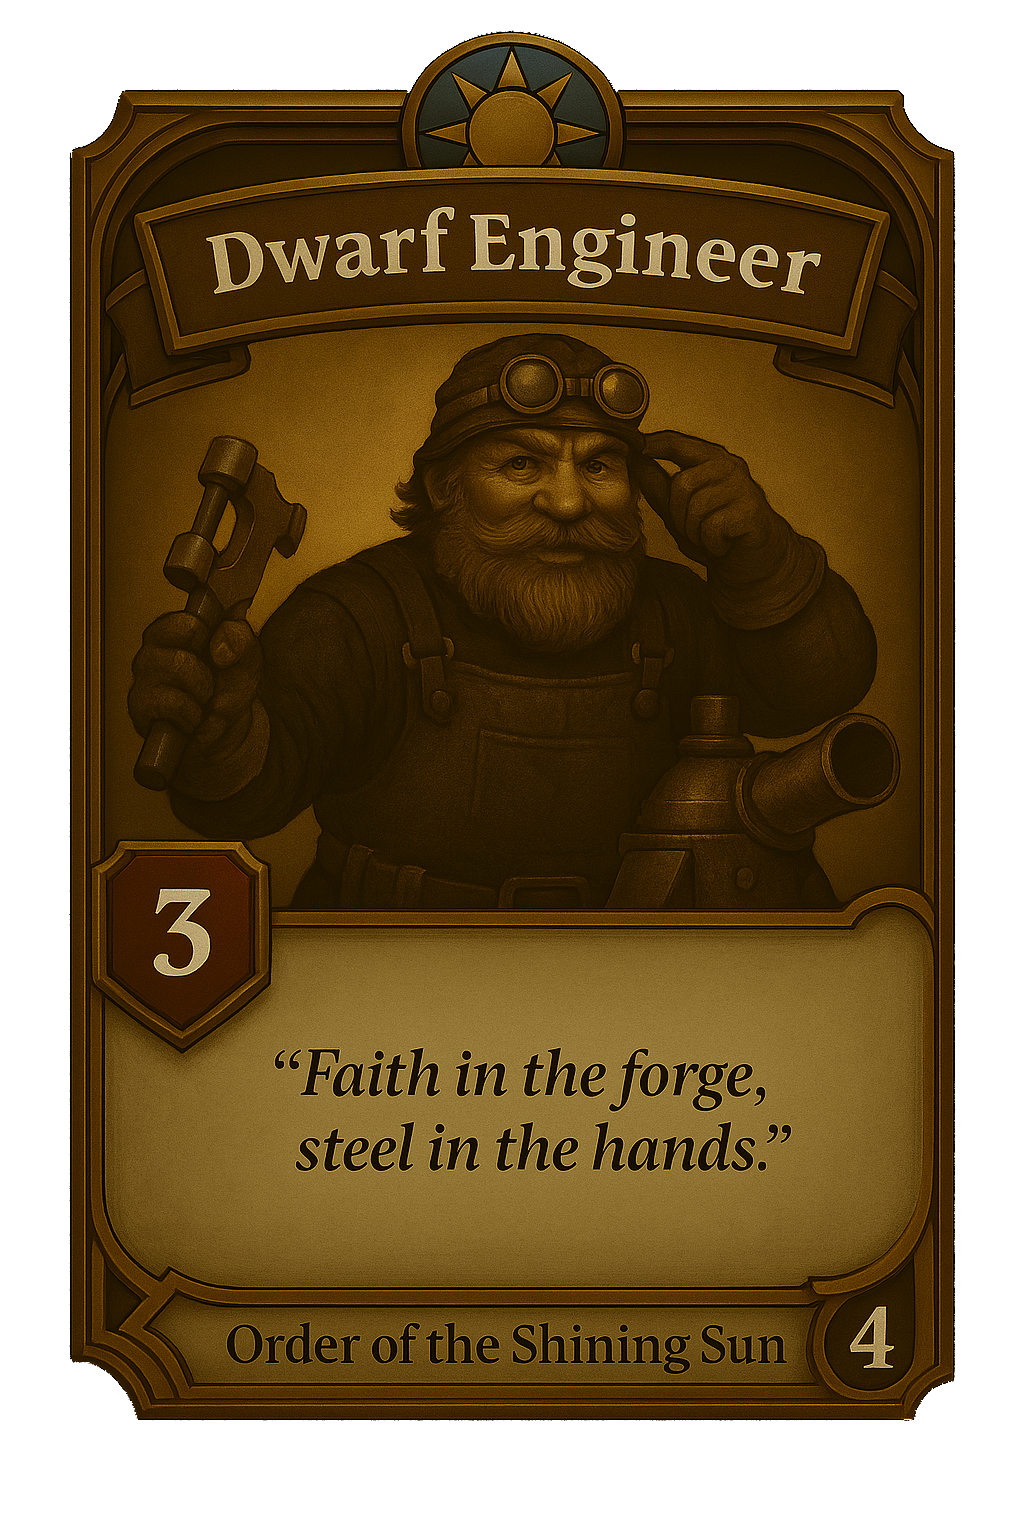 Dwarf Engineer
3
“Faith in the forge,
steel in the hands.”
Order of the Shining Sun
4